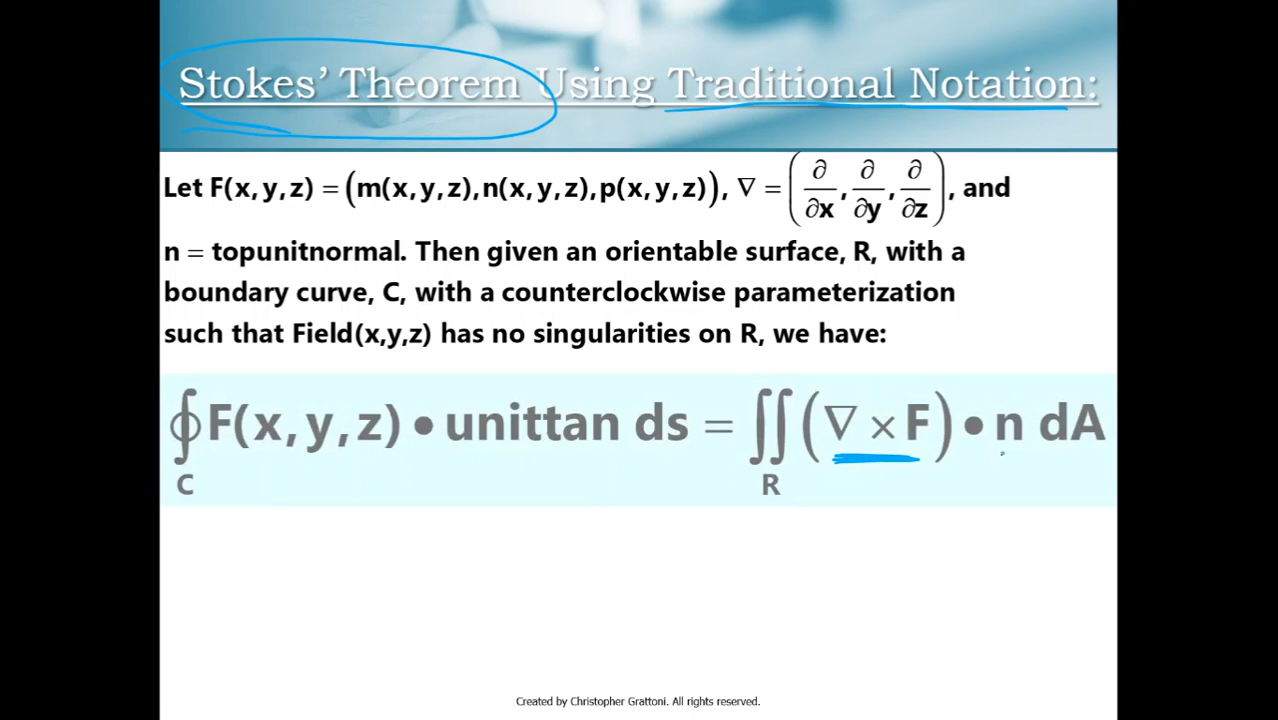 Stokes' Theorem Using Traditional Notation:
Let F(x, y, z) = (m(x, y, z), n(x, y, z), p(x, y, z)), ∇ = (∂/∂x, ∂/∂y, ∂/∂z), and
n = topunitnormal. Then given an orientable surface, R, with a
boundary curve, C, with a counterclockwise parameterization
such that Field(x,y,z) has no singularities on R, we have:
∮_C F(x, y, z) • unittan ds = ∬_R (∇ × F) • n dA
Created by Christopher Grattoni. All rights reserved.